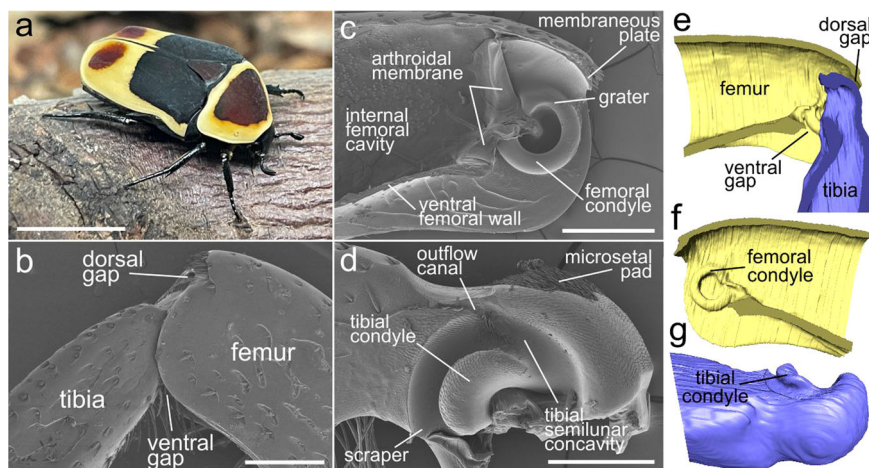 a
b
dorsal
gap
femur
tibia
ventral
gap
c
membraneous
plate
arthroidal
membrane
grater
internal
femoral
cavity
femoral
condyle
ventral
femoral wall
d
outflow
canal
microsetal
pad
tibial
condyle
tibial
semilunar
concavity
scraper
e
dorsal
gap
femur
ventral
gap
tibia
f
femoral
condyle
g
tibial
condyle